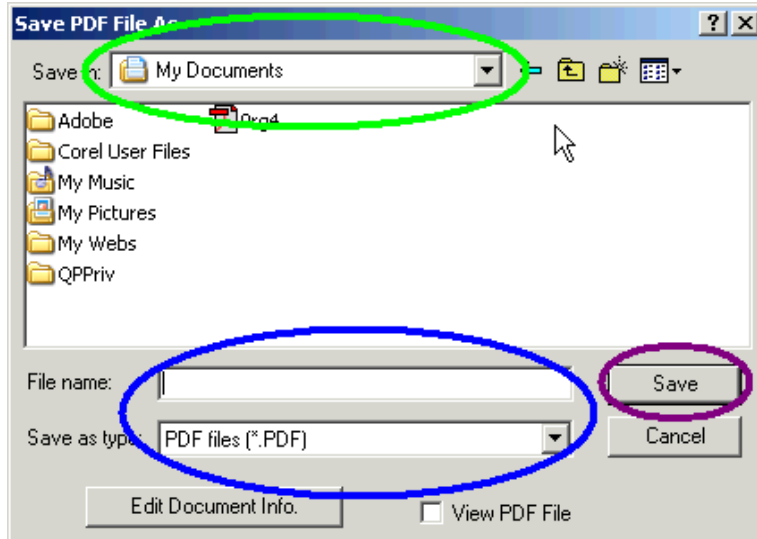 Save PDF File As
? X
Save in: My Documents
Adobe
Corel User Files
My Music
My Pictures
My Webs
QPPriv
Org4
File name:
Save
Save as type: PDF files (*.PDF)
Cancel
Edit Document Info.
View PDF File